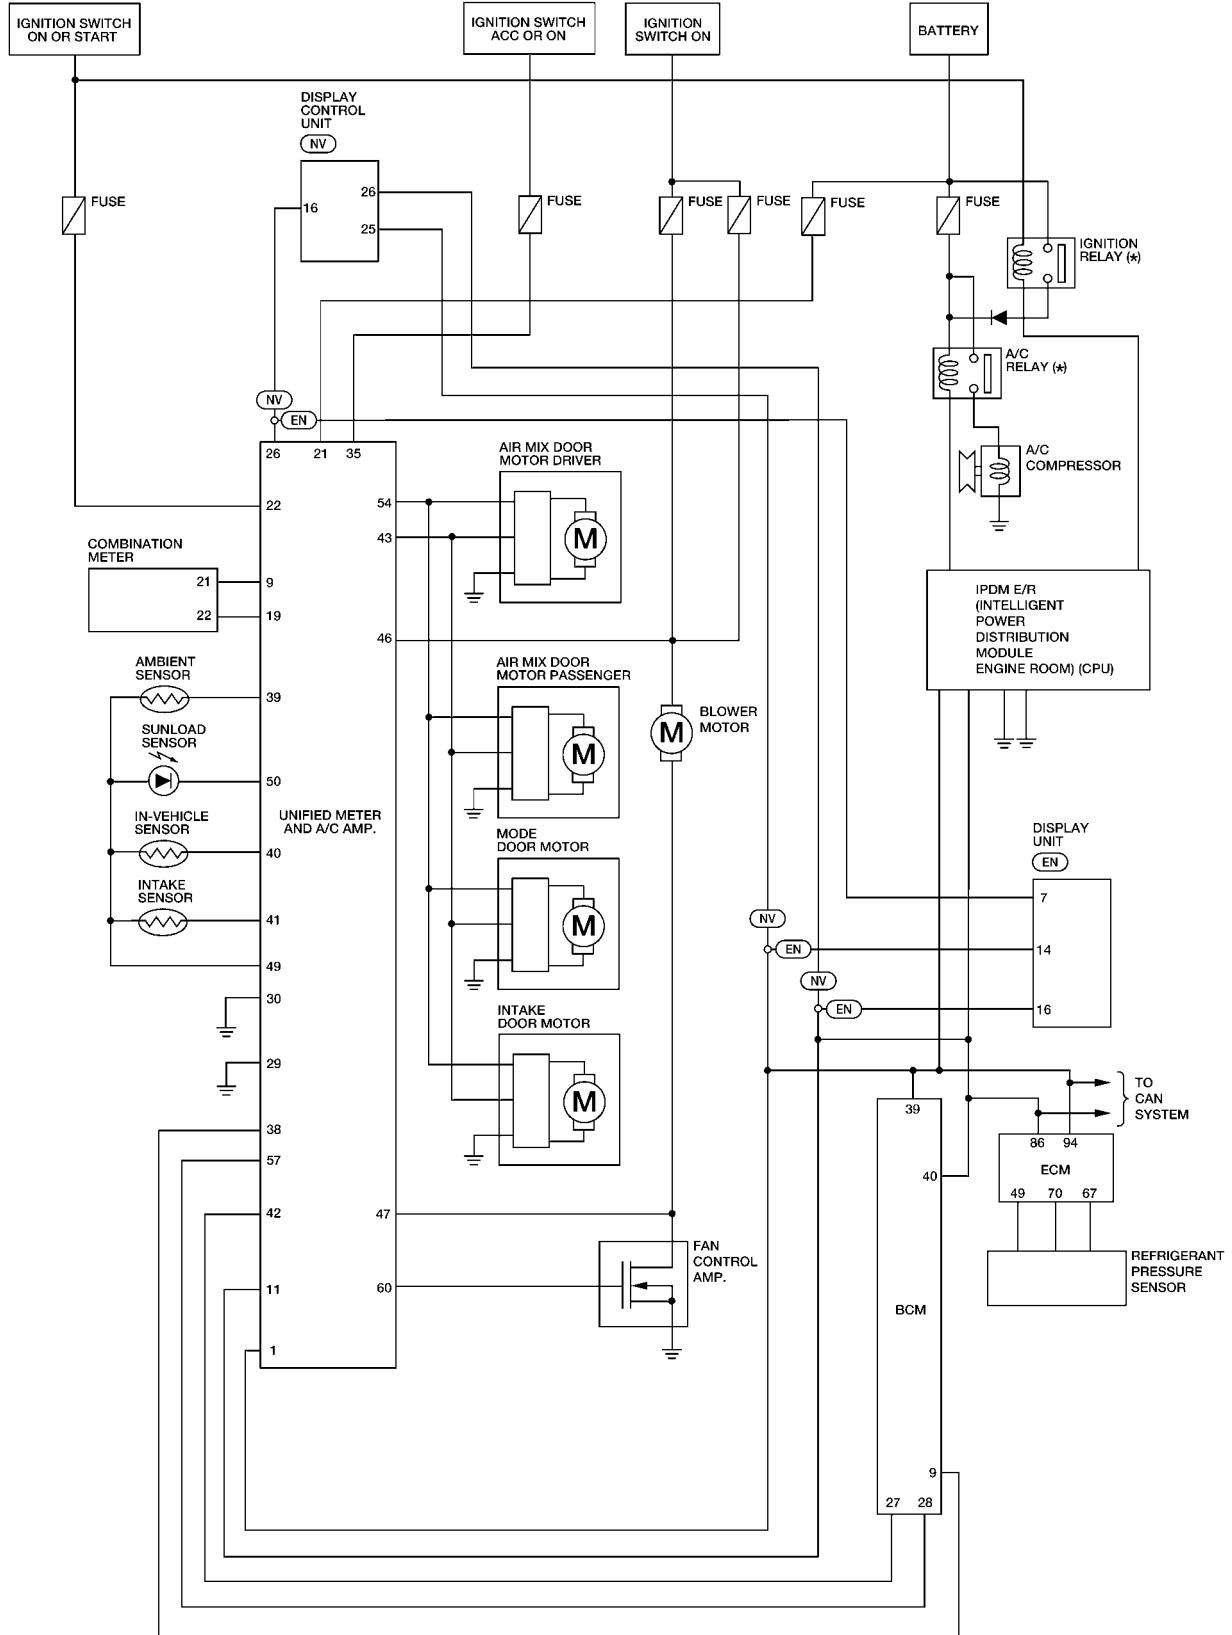 IGNITION SWITCH
ON OR START
IGNITION SWITCH
ACC OR ON
IGNITION
SWITCH ON
BATTERY
DISPLAY
CONTROL
UNIT
NV
26
16
25
FUSE
FUSE
FUSE
FUSE
FUSE
FUSE
IGNITION
RELAY (*)
A/C
RELAY (*)
NV
EN
A/C
COMPRESSOR
26
21
35
22
54
43
AIR MIX DOOR
MOTOR DRIVER
M
COMBINATION
METER
21
9
22
19
46
IPDM E/R
(INTELLIGENT
POWER
DISTRIBUTION
MODULE
ENGINE ROOM) (CPU)
AMBIENT
SENSOR
39
AIR MIX DOOR
MOTOR PASSENGER
M
BLOWER
MOTOR
M
SUNLOAD
SENSOR
50
UNIFIED METER
AND A/C AMP.
IN-VEHICLE
SENSOR
40
MODE
DOOR MOTOR
M
DISPLAY
UNIT
EN
7
14
16
INTAKE
SENSOR
41
49
NV
EN
NV
EN
30
INTAKE
DOOR MOTOR
M
29
38
57
42
47
11
60
1
FAN
CONTROL
AMP.
TO
CAN
SYSTEM
39
40
BCM
9
27
28
86
94
ECM
49
70
67
REFRIGERANT
PRESSURE
SENSOR